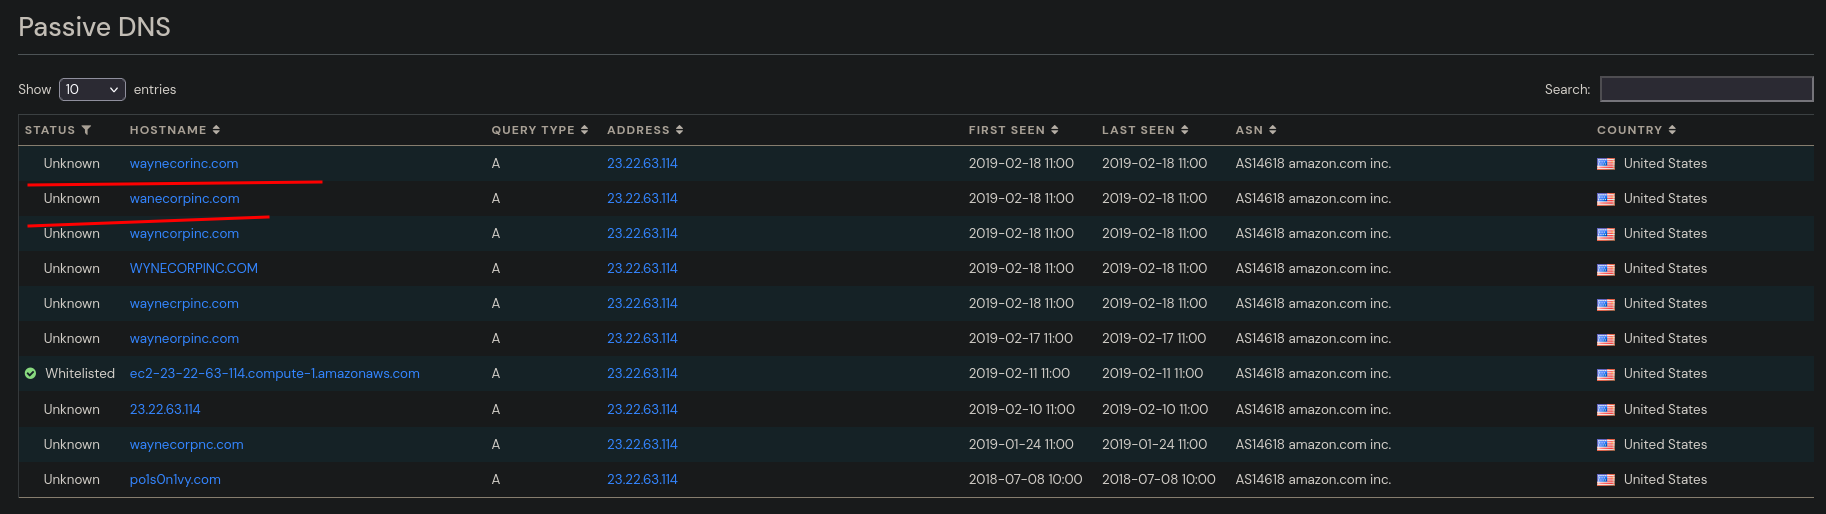 Passive DNS
Show 10 entries Search:
STATUS HOSTNAME QUERY TYPE ADDRESS FIRST SEEN LAST SEEN ASN COUNTRY
Unknown waynecorinc.com A 23.22.63.114 2019-02-18 11:00 2019-02-18 11:00 AS14618 amazon.com inc. United States
Unknown wanecorpinc.com A 23.22.63.114 2019-02-18 11:00 2019-02-18 11:00 AS14618 amazon.com inc. United States
Unknown wayncorpinc.com A 23.22.63.114 2019-02-18 11:00 2019-02-18 11:00 AS14618 amazon.com inc. United States
Unknown WYNECORPINC.COM A 23.22.63.114 2019-02-18 11:00 2019-02-18 11:00 AS14618 amazon.com inc. United States
Unknown waynecrpinc.com A 23.22.63.114 2019-02-18 11:00 2019-02-18 11:00 AS14618 amazon.com inc. United States
Unknown wayneorpinc.com A 23.22.63.114 2019-02-17 11:00 2019-02-17 11:00 AS14618 amazon.com inc. United States
Whitelisted ec2-23-22-63-114.compute-1.amazonaws.com A 23.22.63.114 2019-02-11 11:00 2019-02-11 11:00 AS14618 amazon.com inc. United States
Unknown 23.22.63.114 A 23.22.63.114 2019-02-10 11:00 2019-02-10 11:00 AS14618 amazon.com inc. United States
Unknown waynecorpnc.com A 23.22.63.114 2019-01-24 11:00 2019-01-24 11:00 AS14618 amazon.com inc. United States
Unknown po1s0n1vy.com A 23.22.63.114 2018-07-08 10:00 2018-07-08 10:00 AS14618 amazon.com inc. United States